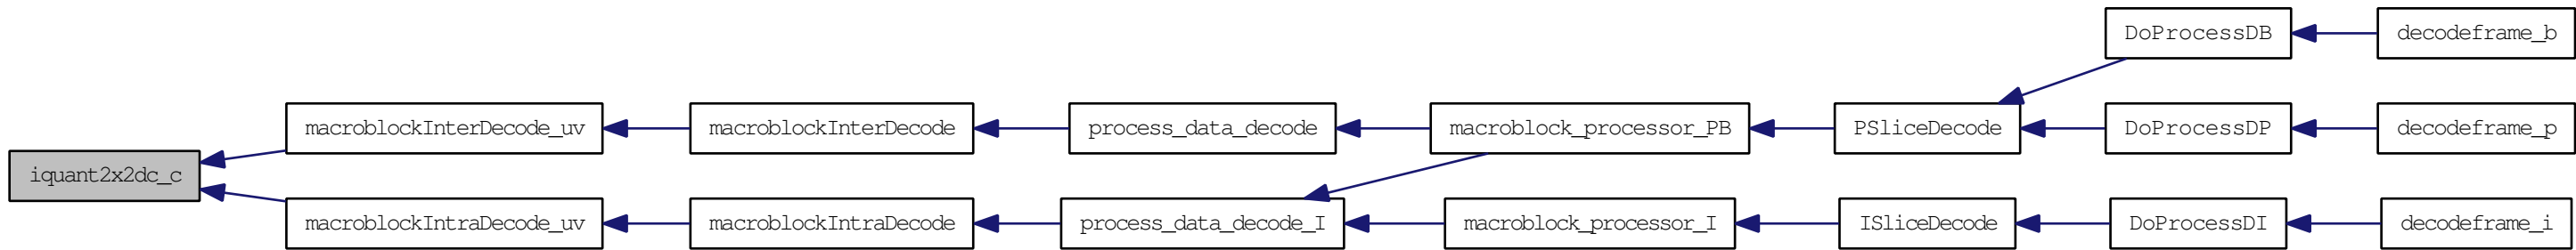 DoProcessDB
decodeframe_b
macroblockInterDecode_uv
macroblockInterDecode
process_data_decode
macroblock_processor_PB
PSliceDecode
DoProcessDP
decodeframe_p
iquant2x2dc_c
macroblockIntraDecode_uv
macroblockIntraDecode
process_data_decode_I
macroblock_processor_I
ISliceDecode
DoProcessDI
decodeframe_i